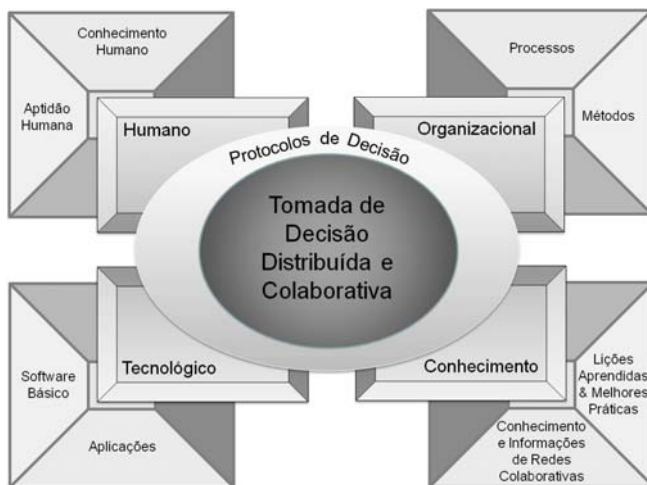 Conhecimento
Humano
Aptidão
Humana
Humano
Processos
Métodos
Organizacional
Protocolos de Decisão
Tomada de
Decisão
Distribuída e
Colaborativa
Tecnológico
Software
Básico
Aplicações
Conhecimento
Lições
Aprendidas
& Melhores
Práticas
Conhecimento
e Informações
de Redes
Colaborativas